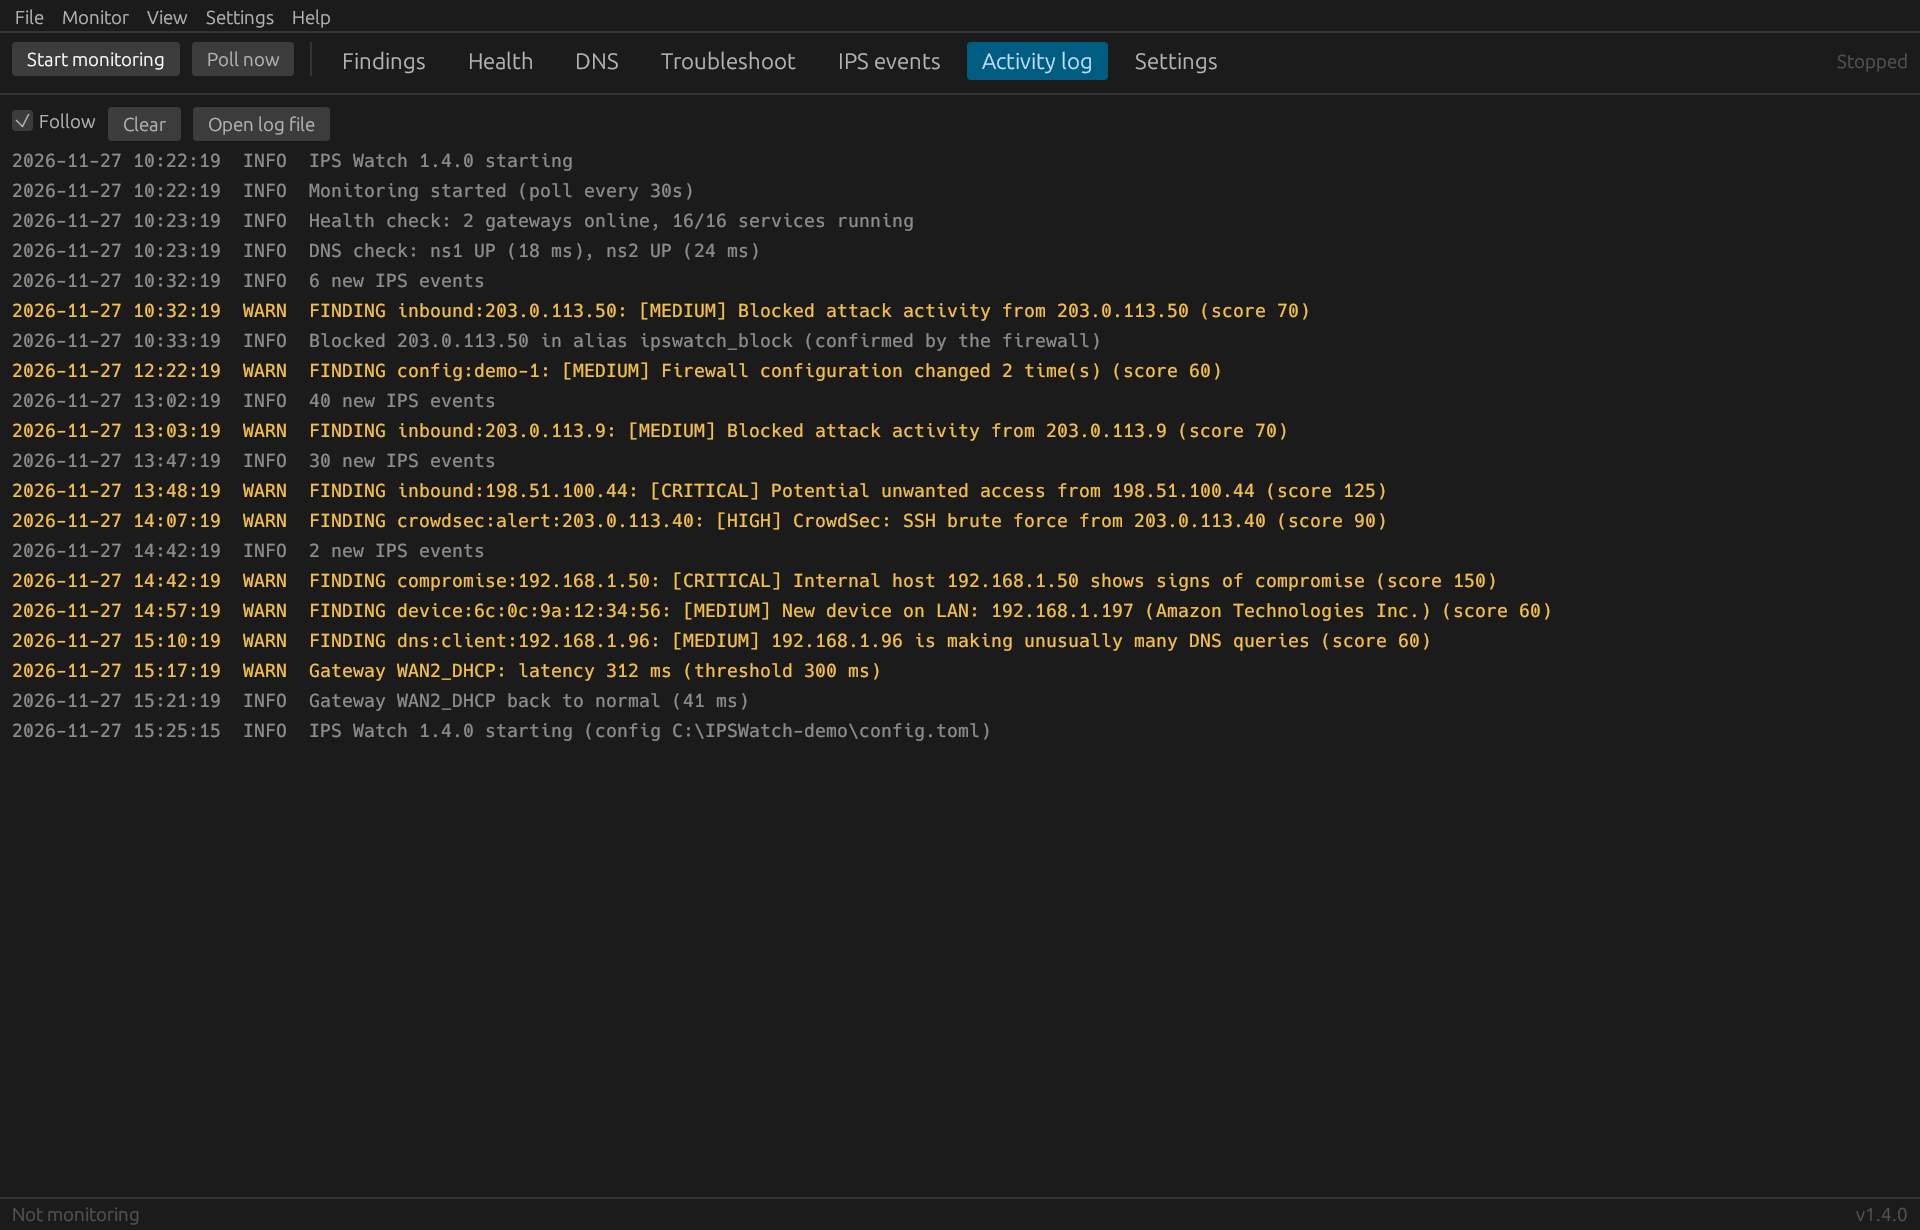 File Monitor View Settings Help
Start monitoring Poll now Findings Health DNS Troubleshoot IPS events Activity log Settings Stopped
Follow Clear Open log file
2026-11-27 10:22:19 INFO IPS Watch 1.4.0 starting
2026-11-27 10:22:19 INFO Monitoring started (poll every 30s)
2026-11-27 10:23:19 INFO Health check: 2 gateways online, 16/16 services running
2026-11-27 10:23:19 INFO DNS check: ns1 UP (18 ms), ns2 UP (24 ms)
2026-11-27 10:32:19 INFO 6 new IPS events
2026-11-27 10:32:19 WARN FINDING inbound:203.0.113.50: [MEDIUM] Blocked attack activity from 203.0.113.50 (score 70)
2026-11-27 10:33:19 INFO Blocked 203.0.113.50 in alias ipswatch_block (confirmed by the firewall)
2026-11-27 12:22:19 WARN FINDING config:demo-1: [MEDIUM] Firewall configuration changed 2 time(s) (score 60)
2026-11-27 13:02:19 INFO 40 new IPS events
2026-11-27 13:03:19 WARN FINDING inbound:203.0.113.9: [MEDIUM] Blocked attack activity from 203.0.113.9 (score 70)
2026-11-27 13:47:19 INFO 30 new IPS events
2026-11-27 13:48:19 WARN FINDING inbound:198.51.100.44: [CRITICAL] Potential unwanted access from 198.51.100.44 (score 125)
2026-11-27 14:07:19 WARN FINDING crowdsec:alert:203.0.113.40: [HIGH] CrowdSec: SSH brute force from 203.0.113.40 (score 90)
2026-11-27 14:42:19 INFO 2 new IPS events
2026-11-27 14:42:19 WARN FINDING compromise:192.168.1.50: [CRITICAL] Internal host 192.168.1.50 shows signs of compromise (score 150)
2026-11-27 14:57:19 WARN FINDING device:6c:0c:9a:12:34:56: [MEDIUM] New device on LAN: 192.168.1.197 (Amazon Technologies Inc.) (score 60)
2026-11-27 15:10:19 WARN FINDING dns:client:192.168.1.96: [MEDIUM] 192.168.1.96 is making unusually many DNS queries (score 60)
2026-11-27 15:17:19 WARN Gateway WAN2_DHCP: latency 312 ms (threshold 300 ms)
2026-11-27 15:21:19 INFO Gateway WAN2_DHCP back to normal (41 ms)
2026-11-27 15:25:15 INFO IPS Watch 1.4.0 starting (config C:\IPSWatch-demo\config.toml)
Not monitoring v1.4.0